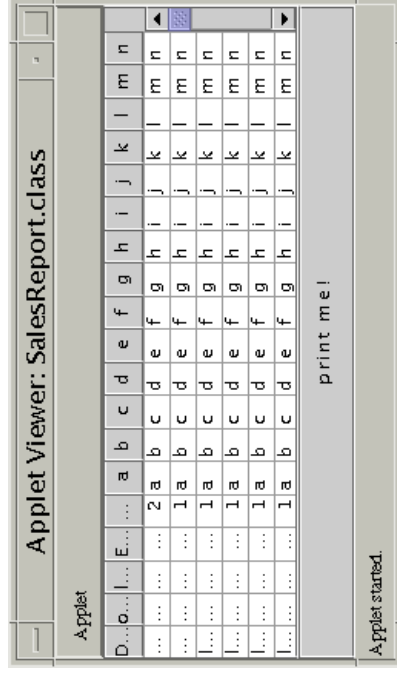 Applet Viewer: SalesReport.class
Applet
D... o... I... E... ... a b c d e f g h i j k l m n
... ... ... ... 2 a b c d e f g h i j k l m n
... ... ... ... 1 a b c d e f g h i j k l m n
I... ... ... ... 1 a b c d e f g h i j k l m n
I... ... ... ... 1 a b c d e f g h i j k l m n
I... ... ... ... 1 a b c d e f g h i j k l m n
I... ... ... ... 1 a b c d e f g h i j k l m n
print me!
Applet started.